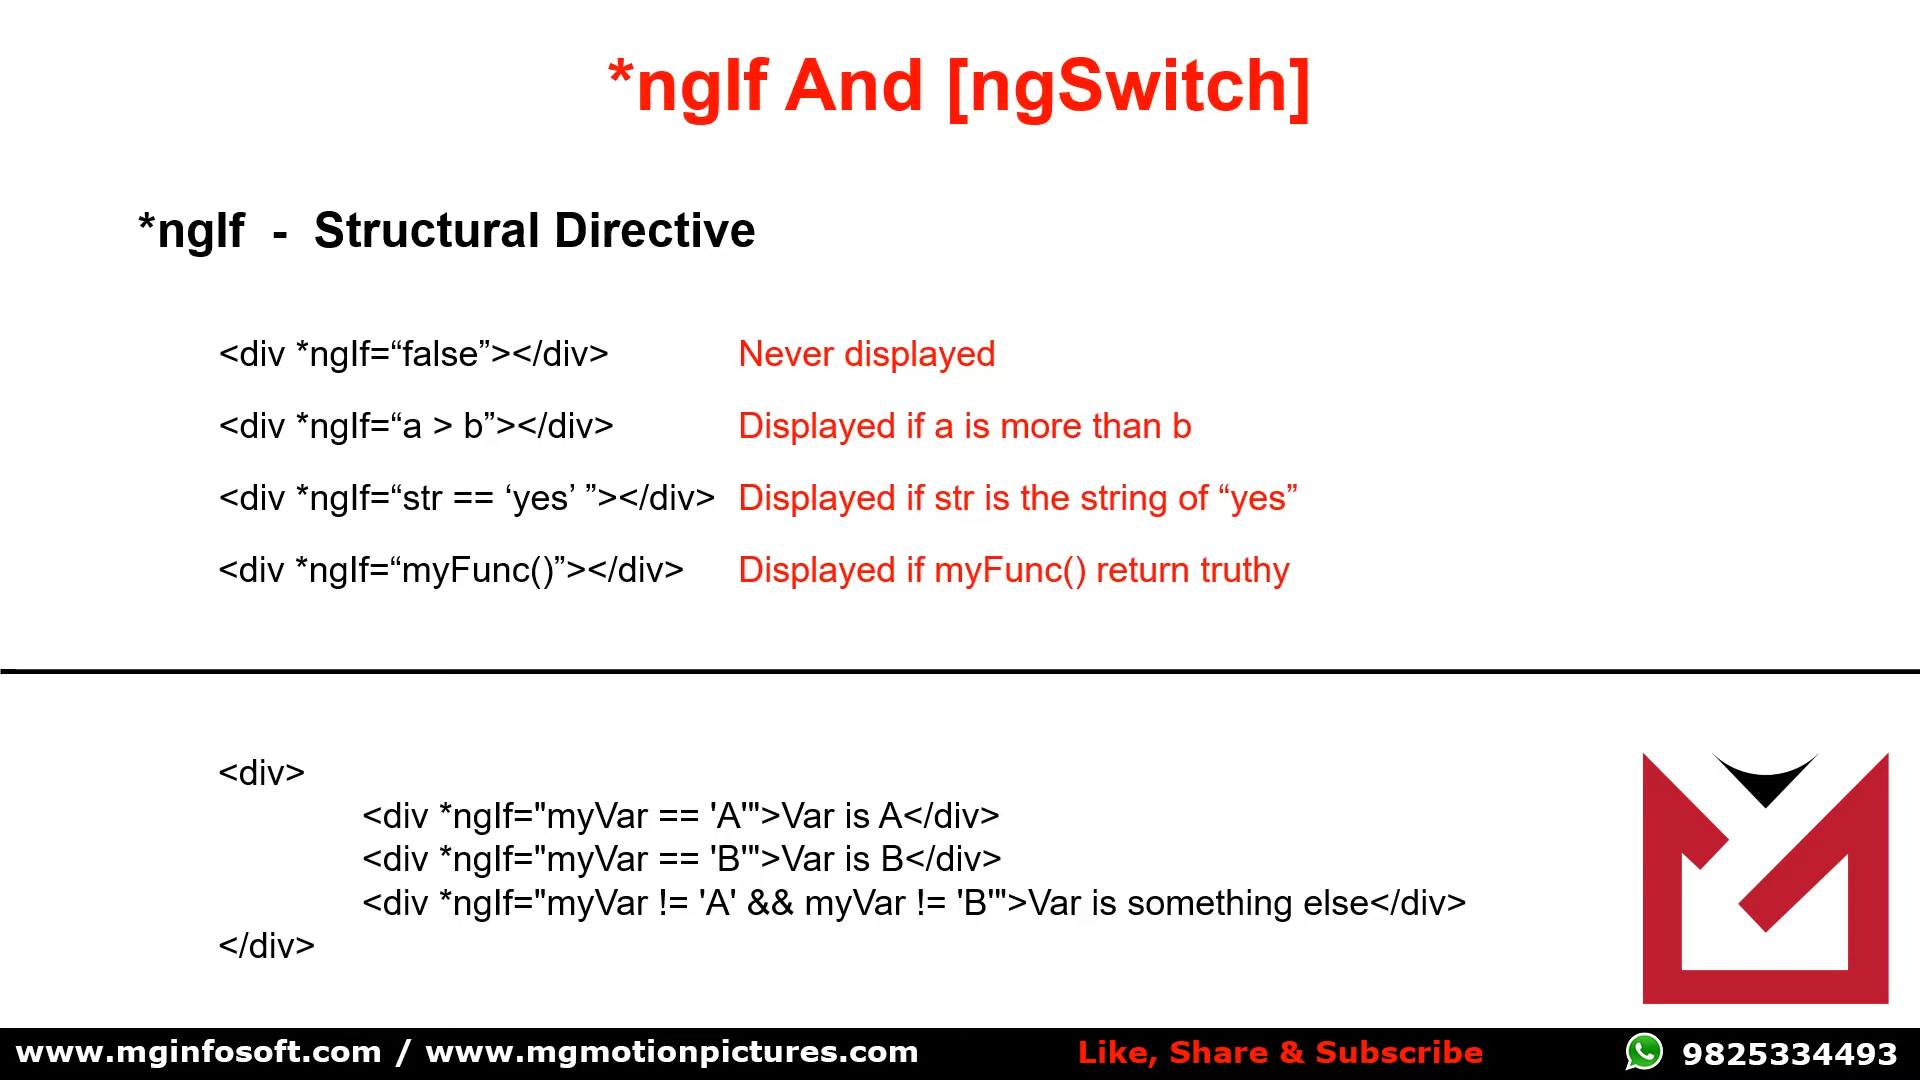 *ngIf And [ngSwitch]
*ngIf - Structural Directive
<div *ngIf=“false”></div> Never displayed
<div *ngIf=“a > b”></div> Displayed if a is more than b
<div *ngIf=“str == ‘yes’ ”></div> Displayed if str is the string of “yes”
<div *ngIf=“myFunc()”></div> Displayed if myFunc() return truthy
<div>
<div *ngIf="myVar == 'A'">Var is A</div>
<div *ngIf="myVar == 'B'">Var is B</div>
<div *ngIf="myVar != 'A' && myVar != 'B'">Var is something else</div>
</div>
www.mginfosoft.com / www.mgmotionpictures.com Like, Share & Subscribe 9825334493